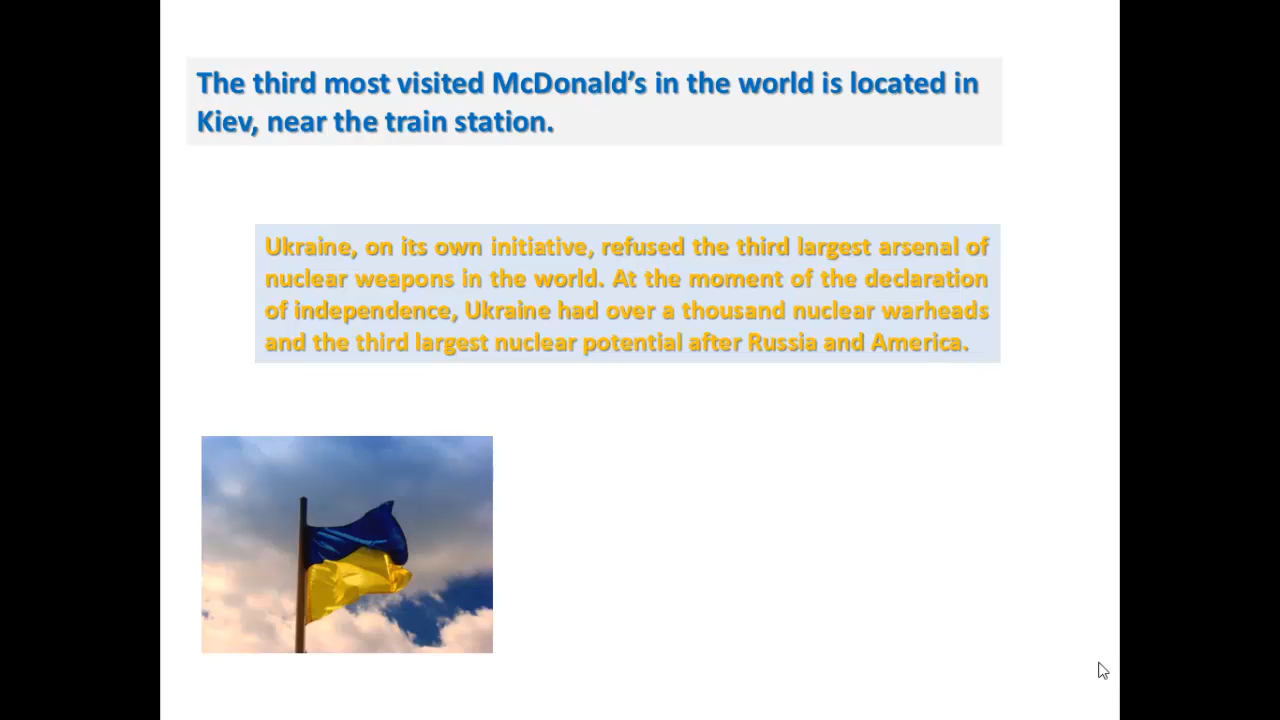 The third most visited McDonald’s in the world is located in
Kiev, near the train station.
Ukraine, on its own initiative, refused the third largest arsenal of
nuclear weapons in the world. At the moment of the declaration
of independence, Ukraine had over a thousand nuclear warheads
and the third largest nuclear potential after Russia and America.